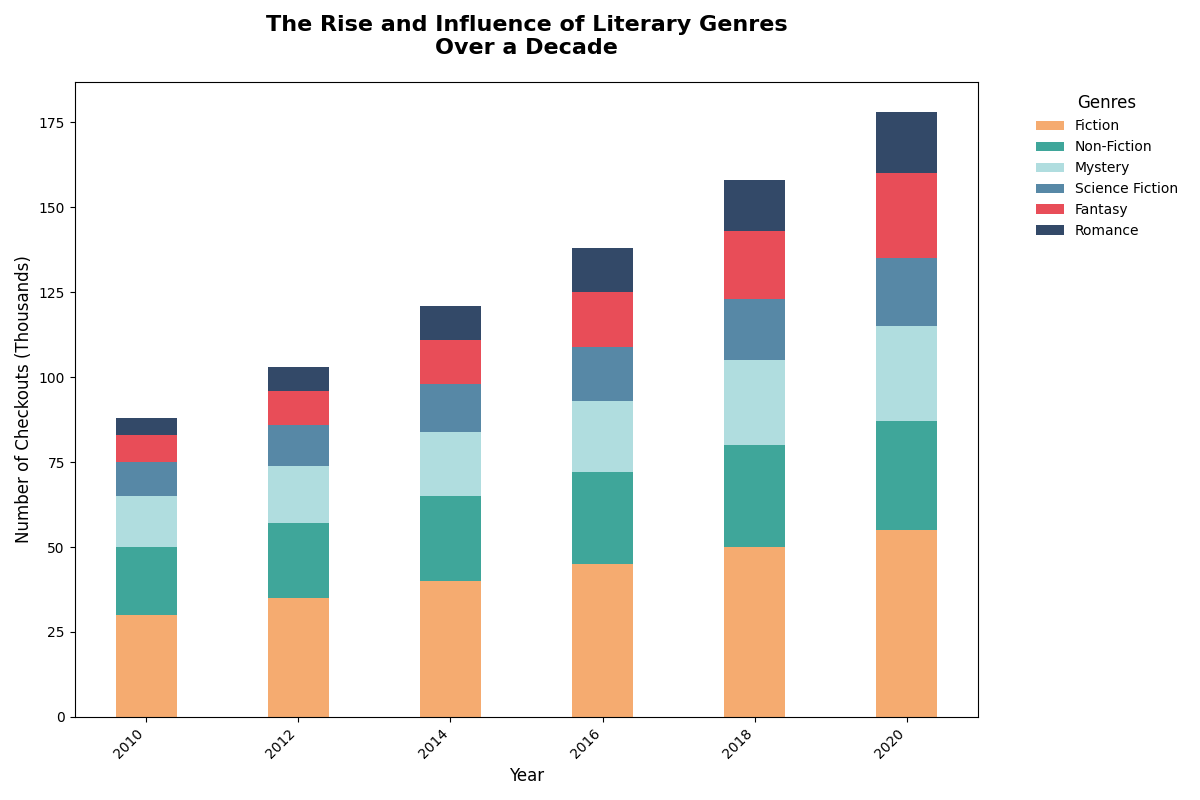 The Rise and Influence of Literary Genres
Over a Decade
Number of Checkouts (Thousands)
175
150
125
100
75
50
25
0
2010
2012
2014
2016
2018
2020
Year
Genres
Fiction
Non-Fiction
Mystery
Science Fiction
Fantasy
Romance